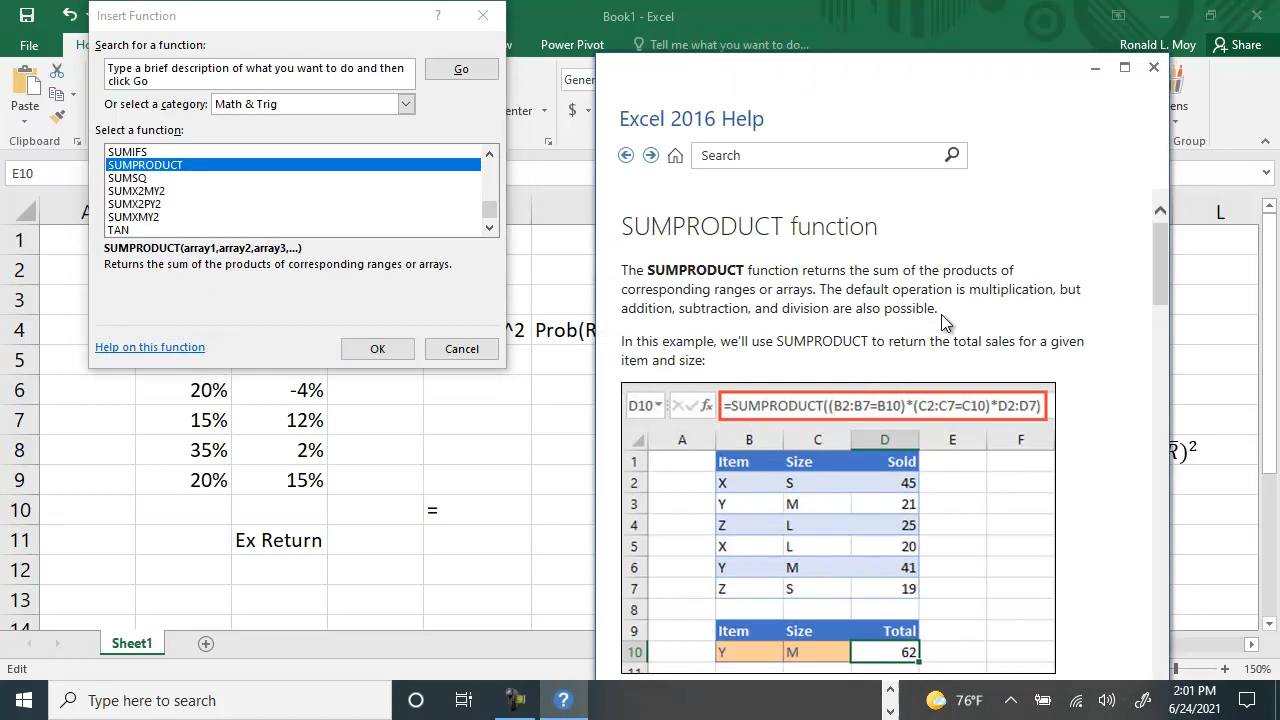 Insert Function
?
Search for a function:
Type a brief description of what you want to do and then
click Go
Go
Or select a category: Math & Trig
Select a function:
SUMIFS
SUMPRODUCT
SUMSQ
SUMX2MY2
SUMX2PY2
SUMXMY2
TAN
SUMPRODUCT(array1,array2,array3,...)
Returns the sum of the products of corresponding ranges or arrays.
Help on this function
OK
Cancel
Book1 - Excel
File
Power Pivot
Tell me what you want to do...
Ronald L. Moy
Share
Paste
Clipboard
$
Group
E10
L
1
2
3
4
^2 Prob(R
5
6 20% -4%
7 15% 12%
8 35% 2%
9 20% 15%
10 =
11 Ex Return
12
13
14
Sheet1
Edit
150%
Excel 2016 Help
Search
SUMPRODUCT function
The SUMPRODUCT function returns the sum of the products of
corresponding ranges or arrays. The default operation is multiplication, but
addition, subtraction, and division are also possible.
In this example, we'll use SUMPRODUCT to return the total sales for a given
item and size:
D10 fx =SUMPRODUCT((B2:B7=B10)*(C2:C7=C10)*D2:D7)
A B C D E F
1 Item Size Sold
2 X S 45
3 Y M 21
4 Z L 25
5 X L 20
6 Y M 41
7 Z S 19
8
9 Item Size Total
10 Y M 62
Type here to search
76°F
2:01 PM
6/24/2021